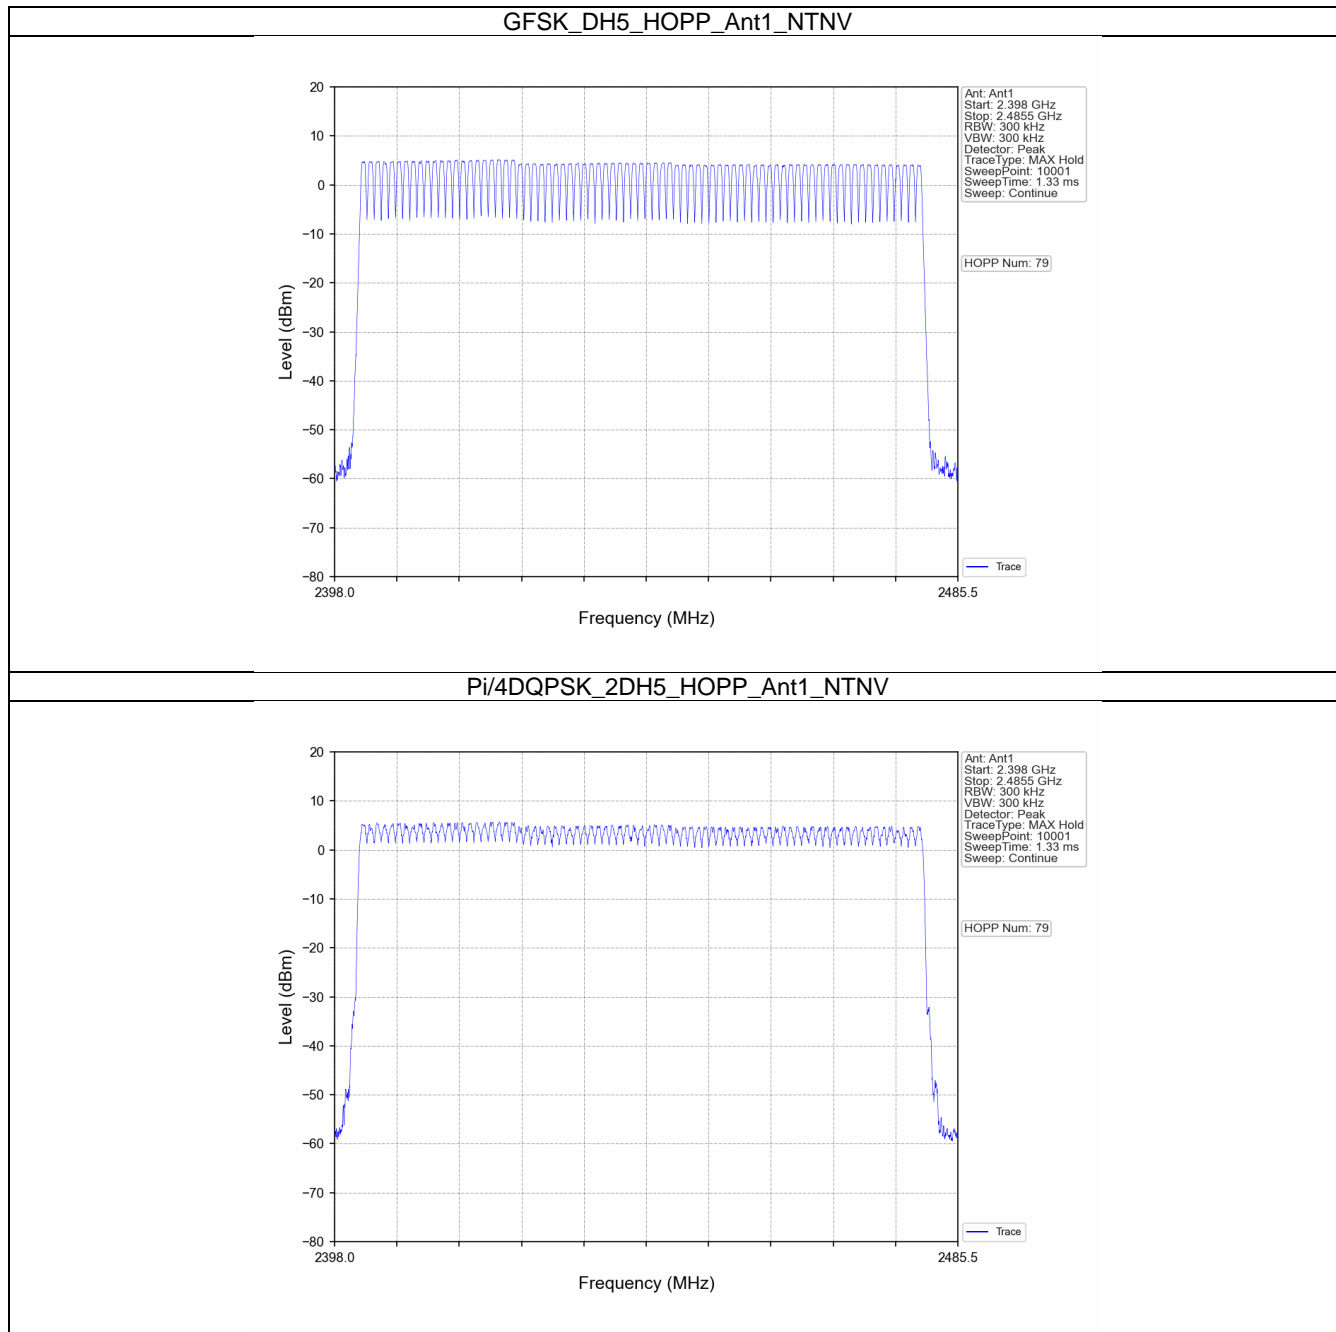 GFSK_DH5_HOPP_Ant1_NTNV
20
10
0
−10
−20
−30
−40
−50
−60
−70
−80
Level (dBm)
2398.0
2485.5
Frequency (MHz)
Ant: Ant1
Start: 2.398 GHz
Stop: 2.4855 GHz
RBW: 300 kHz
VBW: 300 kHz
Detector: Peak
TraceType: MAX Hold
SweepPoint: 10001
SweepTime: 1.33 ms
Sweep: Continue
HOPP Num: 79
Trace
Pi/4DQPSK_2DH5_HOPP_Ant1_NTNV
20
10
0
−10
−20
−30
−40
−50
−60
−70
−80
Level (dBm)
2398.0
2485.5
Frequency (MHz)
Ant: Ant1
Start: 2.398 GHz
Stop: 2.4855 GHz
RBW: 300 kHz
VBW: 300 kHz
Detector: Peak
TraceType: MAX Hold
SweepPoint: 10001
SweepTime: 1.33 ms
Sweep: Continue
HOPP Num: 79
Trace